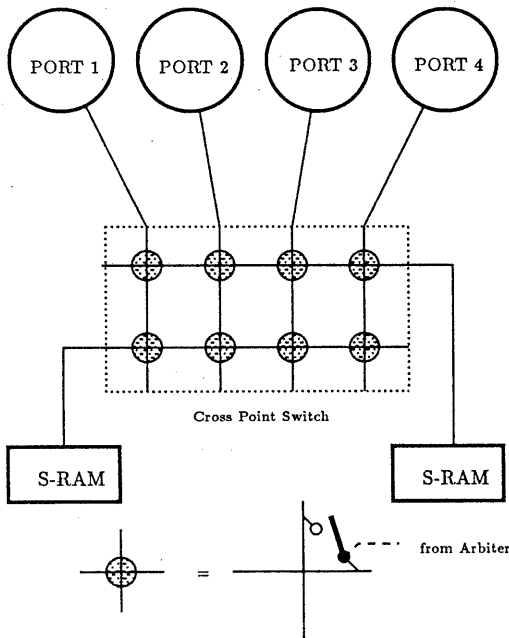 PORT 1
PORT 2
PORT 3
PORT 4
Cross Point Switch
S-RAM
S-RAM
=
from Arbiter